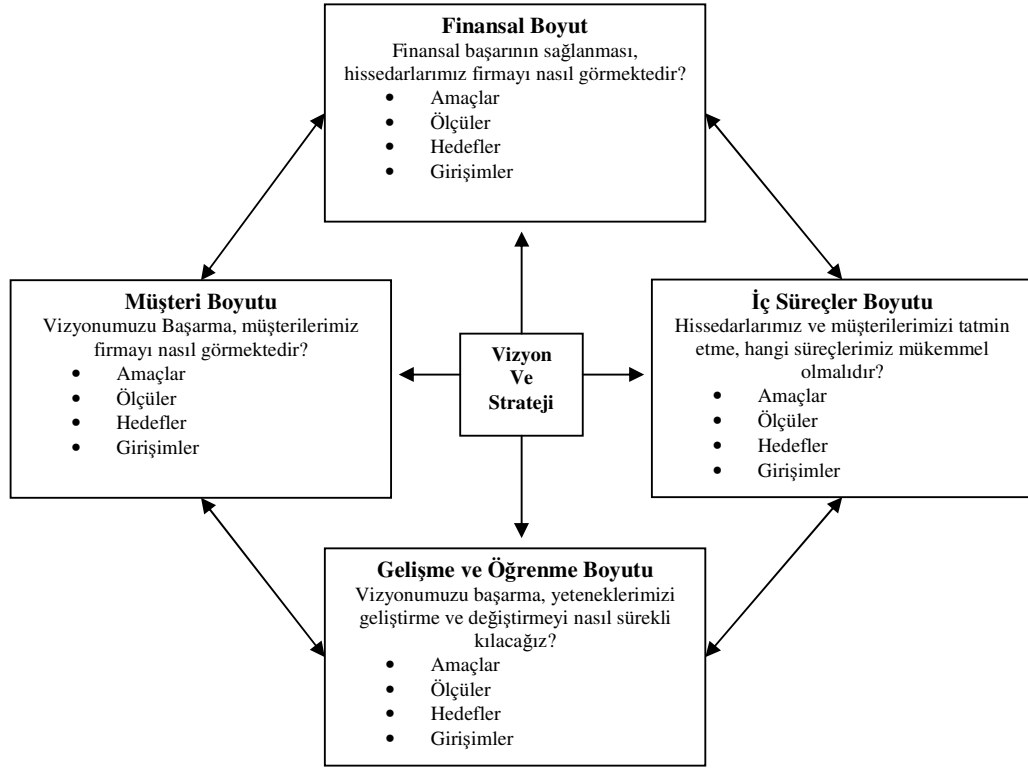 Finansal Boyut
Finansal başarının sağlanması,
hissedarlarımız firmayı nasıl görmektedir?
• Amaçlar
• Ölçüler
• Hedefler
• Girişimler
Müşteri Boyutu
Vizyonumuzu Başarma, müşterilerimiz
firmayı nasıl görmektedir?
• Amaçlar
• Ölçüler
• Hedefler
• Girişimler
Vizyon
Ve
Strateji
İç Süreçler Boyutu
Hissedarlarımız ve müşterilerimizi tatmin
etme, hangi süreçlerimiz mükemmel
olmalıdır?
• Amaçlar
• Ölçüler
• Hedefler
• Girişimler
Gelişme ve Öğrenme Boyutu
Vizyonumuzu başarma, yeteneklerimizi
geliştirme ve değiştirmeyi nasıl sürekli
kılacağız?
• Amaçlar
• Ölçüler
• Hedefler
• Girişimler